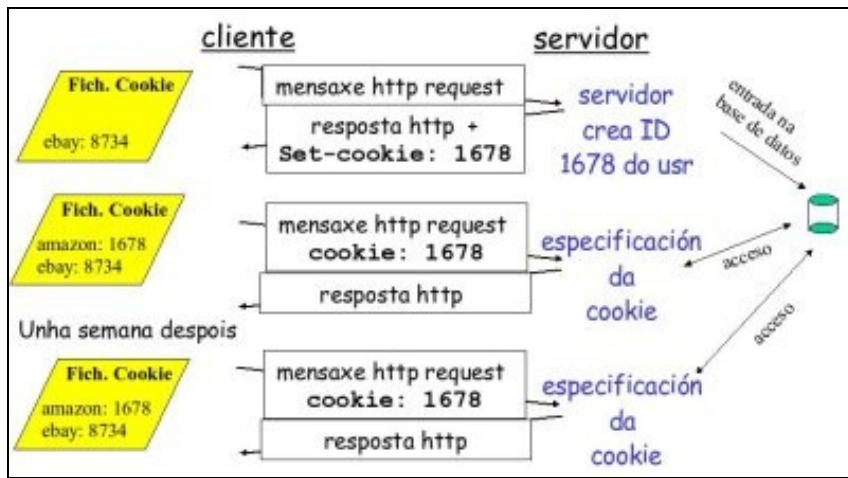 cliente
servidor
Fich. Cookie
ebay: 8734
mensaxe http request
resposta http +
Set-cookie: 1678
servidor
crea ID
1678 do usr
entrada na
base de datos
Fich. Cookie
amazon: 1678
ebay: 8734
mensaxe http request
cookie: 1678
resposta http
especificación
da
cookie
acceso
Unha semana despois
Fich. Cookie
amazon: 1678
ebay: 8734
mensaxe http request
cookie: 1678
resposta http
especificación
da
cookie
acceso